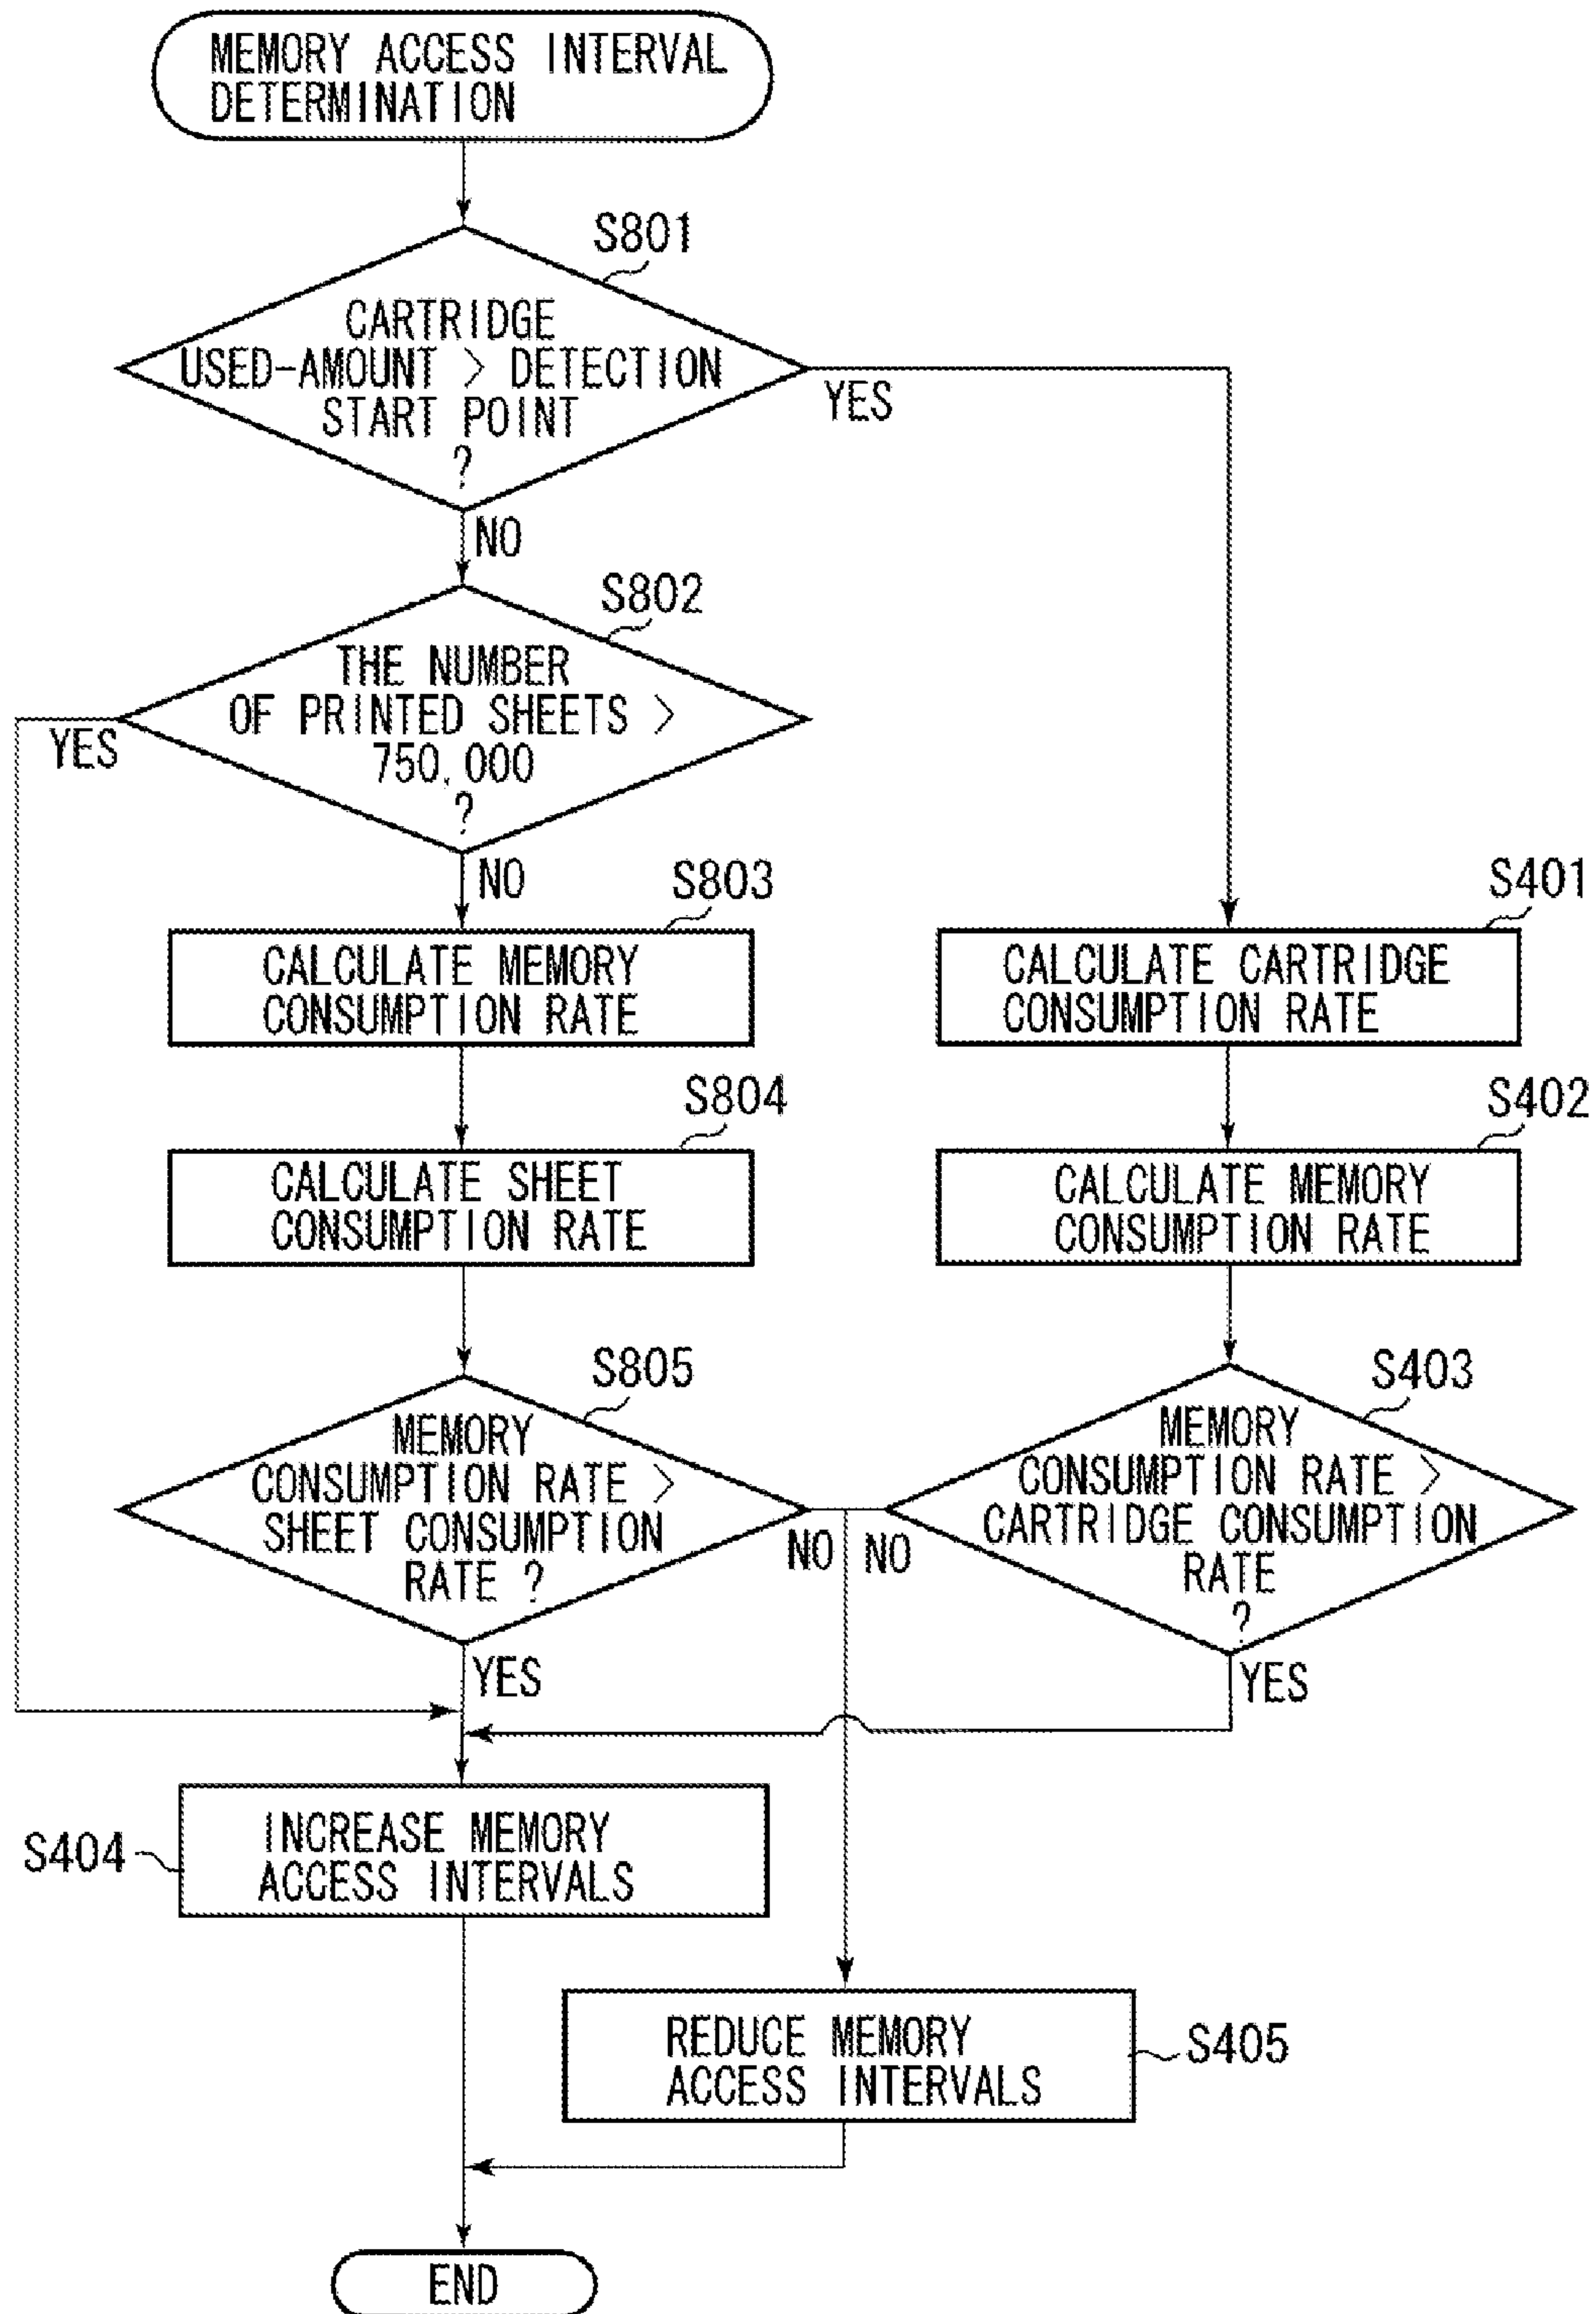 MEMORY ACCESS INTERVAL
DETERMINATION
S801
CARTRIDGE
USED-AMOUNT > DETECTION
START POINT
?
YES
NO
S802
THE NUMBER
OF PRINTED SHEETS >
750,000
?
YES
NO
S803
CALCULATE MEMORY
CONSUMPTION RATE
S401
CALCULATE CARTRIDGE
CONSUMPTION RATE
S804
CALCULATE SHEET
CONSUMPTION RATE
S402
CALCULATE MEMORY
CONSUMPTION RATE
S805
MEMORY
CONSUMPTION RATE >
SHEET CONSUMPTION
RATE ?
NO
YES
S403
MEMORY
CONSUMPTION RATE >
CARTRIDGE CONSUMPTION
RATE
?
NO
YES
S404
INCREASE MEMORY
ACCESS INTERVALS
REDUCE MEMORY
ACCESS INTERVALS
S405
END